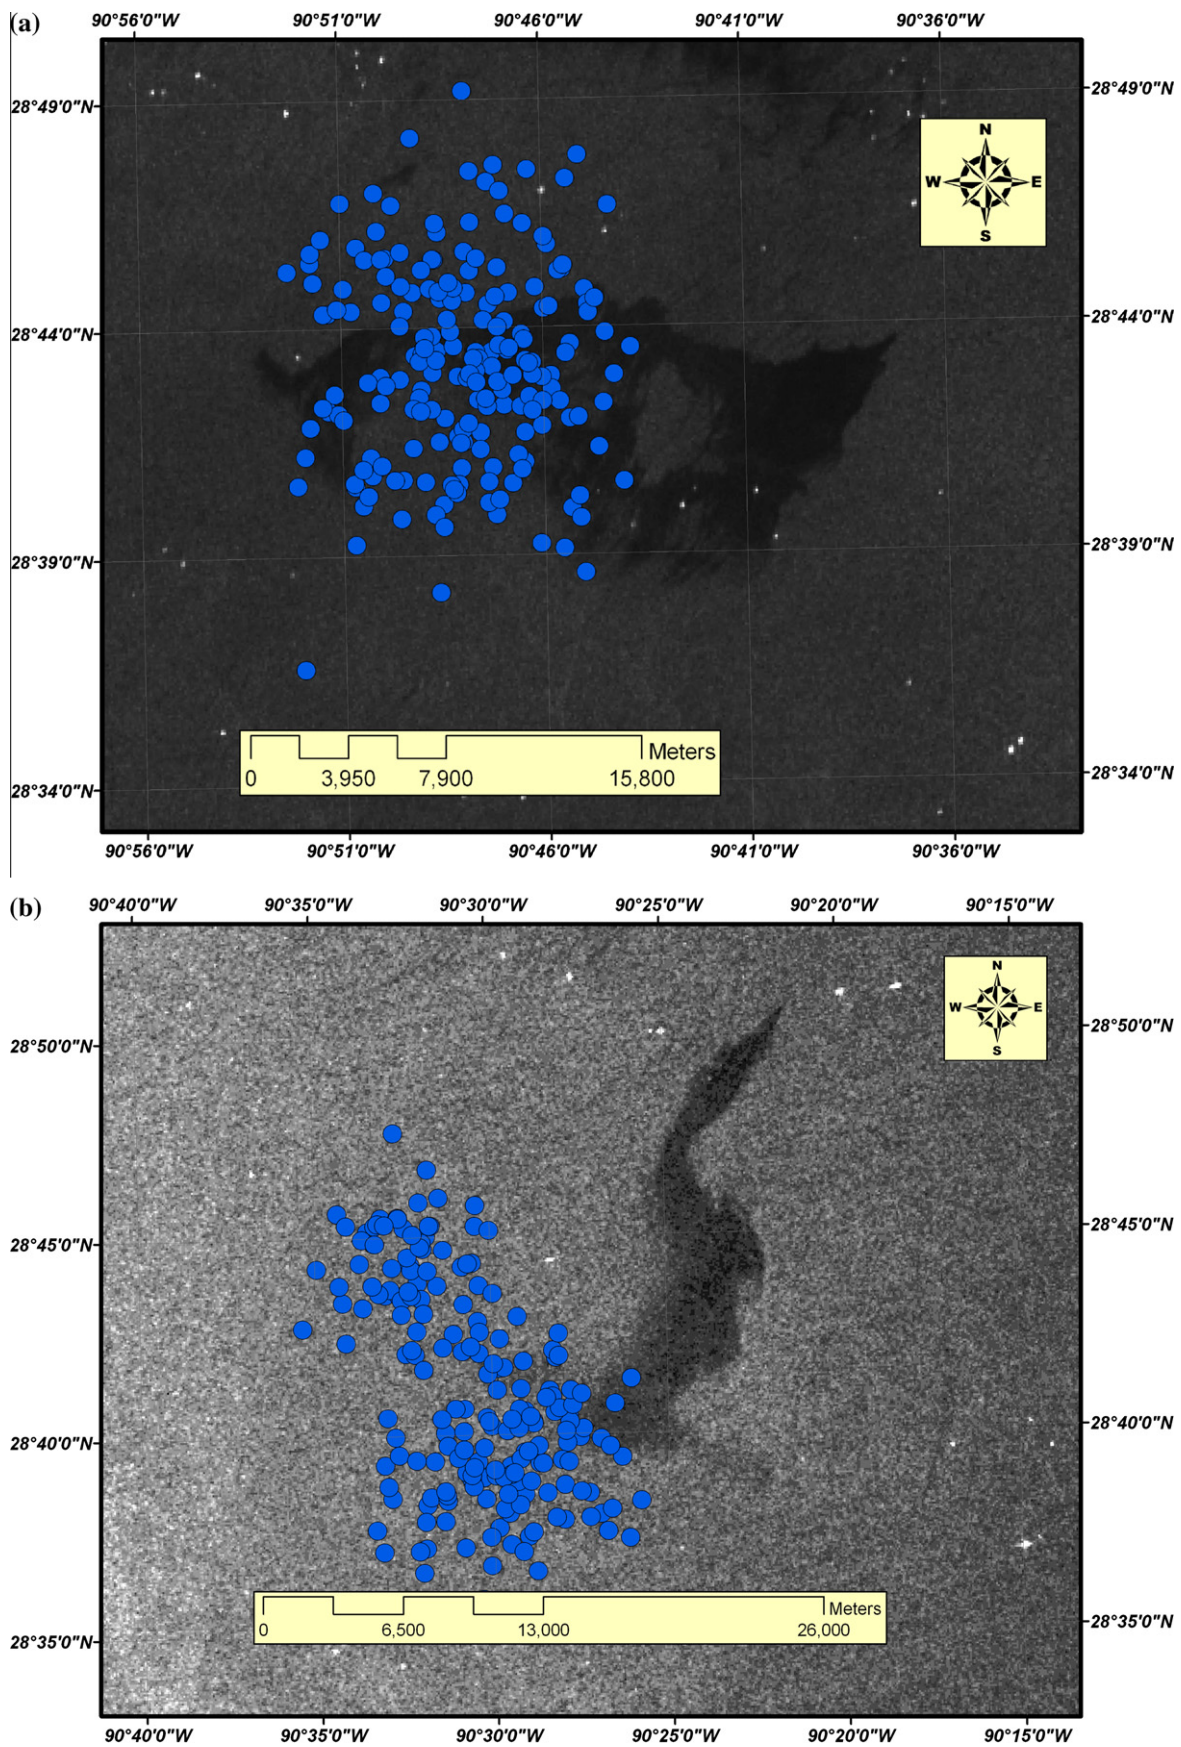 (a)
90°56'0"W 90°51'0"W 90°46'0"W 90°41'0"W 90°36'0"W
28°49'0"N 28°49'0"N
N
W E
S
28°44'0"N 28°44'0"N
28°39'0"N 28°39'0"N
Meters
0 3,950 7,900 15,800
28°34'0"N 28°34'0"N
90°56'0"W 90°51'0"W 90°46'0"W 90°41'0"W 90°36'0"W
(b)
90°40'0"W 90°35'0"W 90°30'0"W 90°25'0"W 90°20'0"W 90°15'0"W
N
W E
S
28°50'0"N 28°50'0"N
28°45'0"N 28°45'0"N
28°40'0"N 28°40'0"N
Meters
0 6,500 13,000 26,000
28°35'0"N 28°35'0"N
90°40'0"W 90°35'0"W 90°30'0"W 90°25'0"W 90°20'0"W 90°15'0"W